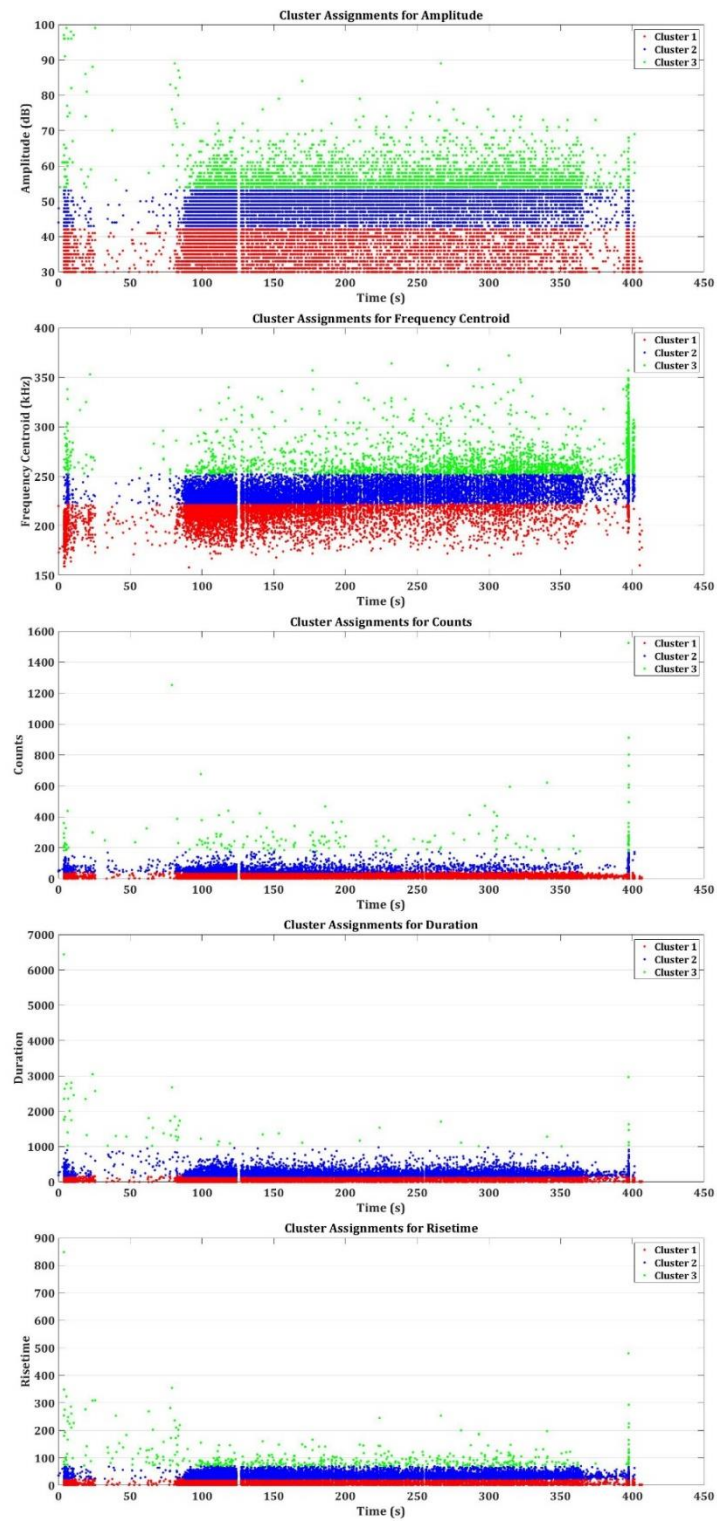 Cluster Assignments for Amplitude
100
90
80
70
60
50
40
30
Amplitude (dB)
Cluster 1
Cluster 2
Cluster 3
0 50 100 150 200 250 300 350 400 450
Time (s)
Cluster Assignments for Frequency Centroid
400
350
300
250
200
150
Frequency Centroid (kHz)
Cluster 1
Cluster 2
Cluster 3
0 50 100 150 200 250 300 350 400 450
Time (s)
Cluster Assignments for Counts
1600
1400
1200
1000
800
600
400
200
0
Counts
Cluster 1
Cluster 2
Cluster 3
0 50 100 150 200 250 300 350 400 450
Time (s)
Cluster Assignments for Duration
7000
6000
5000
4000
3000
2000
1000
0
Duration
Cluster 1
Cluster 2
Cluster 3
0 50 100 150 200 250 300 350 400 450
Time (s)
Cluster Assignments for Risetime
900
800
700
600
500
400
300
200
100
0
Risetime
Cluster 1
Cluster 2
Cluster 3
0 50 100 150 200 250 300 350 400 450
Time (s)